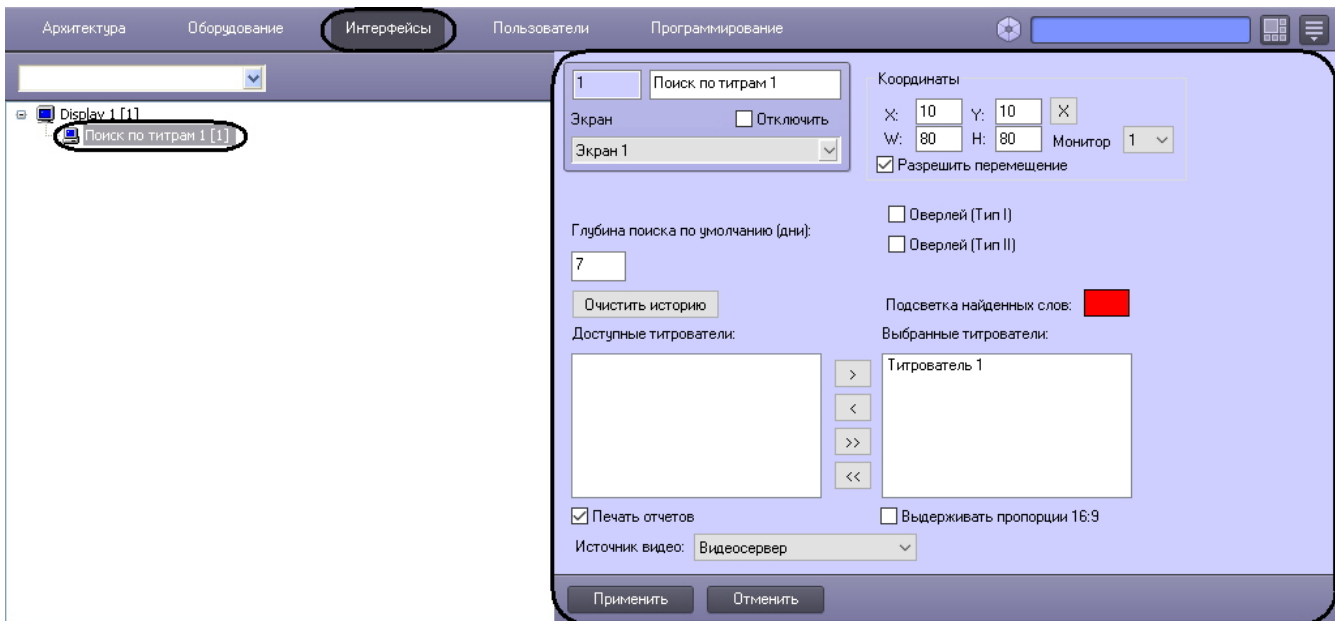 Архитектура Оборудование Интерфейсы Пользователи Программирование
Display 1 [1]
Поиск по титрам 1 [1]
1 Поиск по титрам 1
Экран Отключить
Экран 1
Координаты
X: 10 Y: 10 X
W: 80 H: 80 Монитор 1
Разрешить перемещение
Оверлей (Тип I)
Оверлей (Тип II)
Глубина поиска по умолчанию (дни):
7
Очистить историю
Подсветка найденных слов:
Доступные титрователи:
Выбранные титрователи:
Титрователь 1
>
<
>>
<<
Печать отчетов
Выдерживать пропорции 16:9
Источник видео: Видеосервер
Применить Отменить